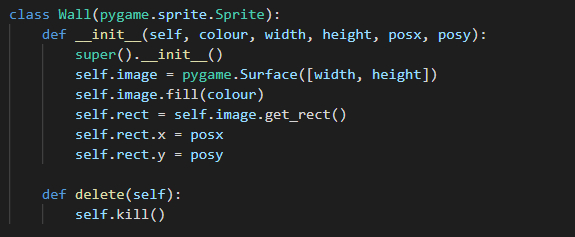 class Wall(pygame.sprite.Sprite):
    def __init__(self, colour, width, height, posx, posy):
        super().__init__()
        self.image = pygame.Surface([width, height])
        self.image.fill(colour)
        self.rect = self.image.get_rect()
        self.rect.x = posx
        self.rect.y = posy

    def delete(self):
        self.kill()